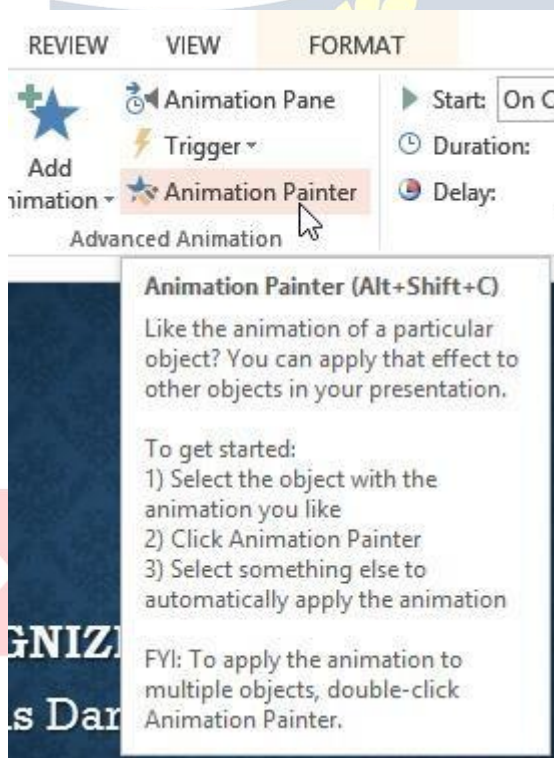 REVIEW VIEW FORMAT
Animation Pane Start: On
Trigger Duration:
Add Animation Painter Delay:
Advanced Animation
Animation Painter (Alt+Shift+C)
Like the animation of a particular
object? You can apply that effect to
other objects in your presentation.
To get started:
1) Select the object with the
animation you like
2) Click Animation Painter
3) Select something else to
automatically apply the animation
FYI: To apply the animation to
multiple objects, double-click
Animation Painter.